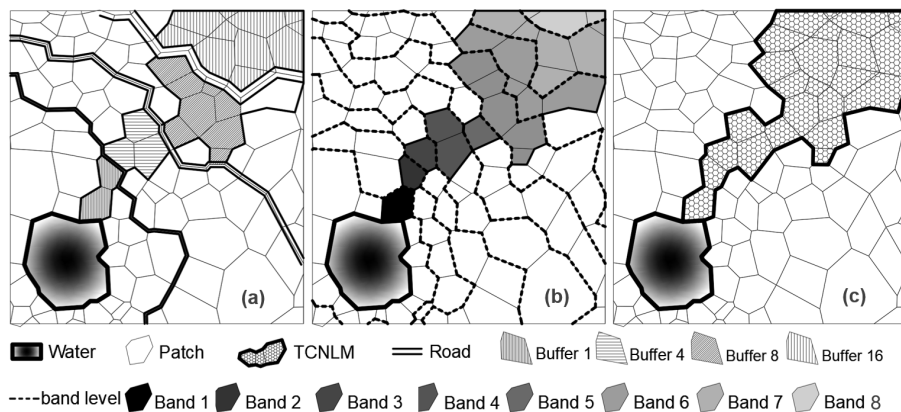 (a) (b) (c)
Water Patch TCNLM Road Buffer 1 Buffer 4 Buffer 8 Buffer 16
band level Band 1 Band 2 Band 3 Band 4 Band 5 Band 6 Band 7 Band 8